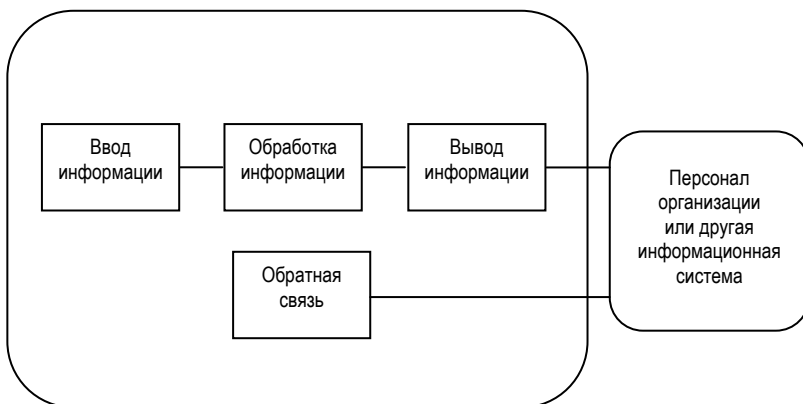 Ввод
информации
Обработка
информации
Вывод
информации
Обратная
связь
Персонал
организации
или другая
информационная
система